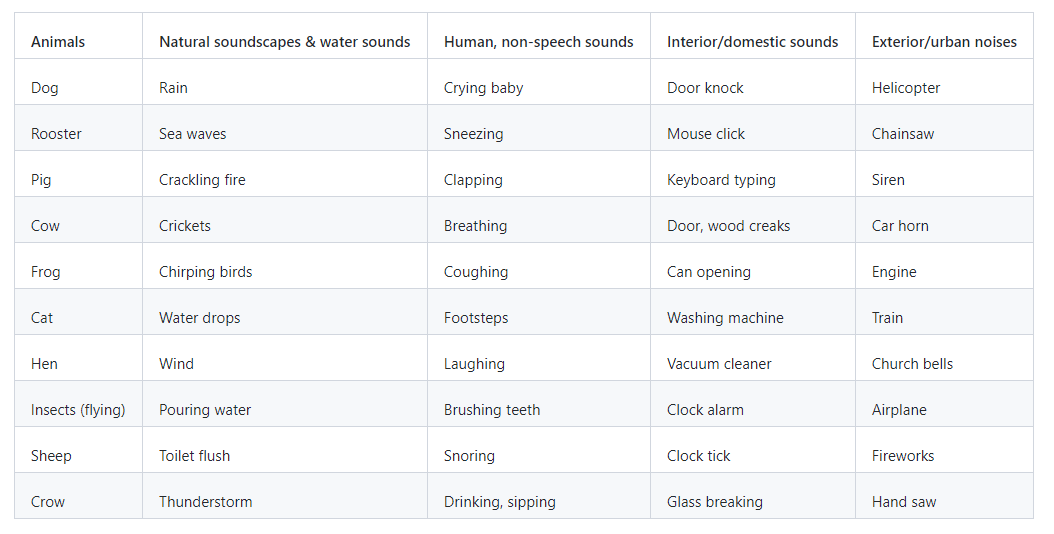 Animals Natural soundscapes & water sounds Human, non-speech sounds Interior/domestic sounds Exterior/urban noises
Dog Rain Crying baby Door knock Helicopter
Rooster Sea waves Sneezing Mouse click Chainsaw
Pig Crackling fire Clapping Keyboard typing Siren
Cow Crickets Breathing Door, wood creaks Car horn
Frog Chirping birds Coughing Can opening Engine
Cat Water drops Footsteps Washing machine Train
Hen Wind Laughing Vacuum cleaner Church bells
Insects (flying) Pouring water Brushing teeth Clock alarm Airplane
Sheep Toilet flush Snoring Clock tick Fireworks
Crow Thunderstorm Drinking, sipping Glass breaking Hand saw